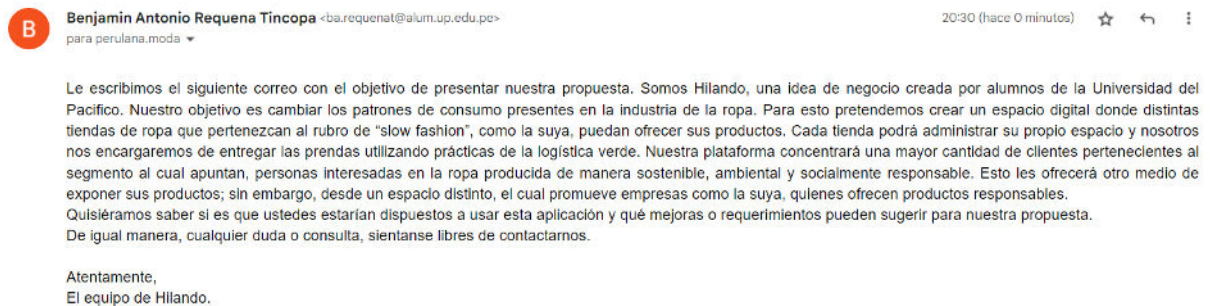 B
Benjamin Antonio Requena Tincopa <ba.requenat@alum.up.edu.pe>
20:30 (hace 0 minutos)
para perulana.moda
Le escribimos el siguiente correo con el objetivo de presentar nuestra propuesta. Somos Hilando, una idea de negocio creada por alumnos de la Universidad del
Pacífico. Nuestro objetivo es cambiar los patrones de consumo presentes en la industria de la ropa. Para esto pretendemos crear un espacio digital donde distintas
tiendas de ropa que pertenezcan al rubro de “slow fashion”, como la suya, puedan ofrecer sus productos. Cada tienda podrá administrar su propio espacio y nosotros
nos encargaremos de entregar las prendas utilizando prácticas de la logística verde. Nuestra plataforma concentrará una mayor cantidad de clientes pertenecientes al
segmento al cual apuntan, personas interesadas en la ropa producida de manera sostenible, ambiental y socialmente responsable. Esto les ofrecerá otro medio de
exponer sus productos; sin embargo, desde un espacio distinto, el cual promueve empresas como la suya, quienes ofrecen productos responsables.
Quisiéramos saber si es que ustedes estarían dispuestos a usar esta aplicación y qué mejoras o requerimientos pueden sugerir para nuestra propuesta.
De igual manera, cualquier duda o consulta, sientanse libres de contactarnos.
Atentamente,
El equipo de Hilando.